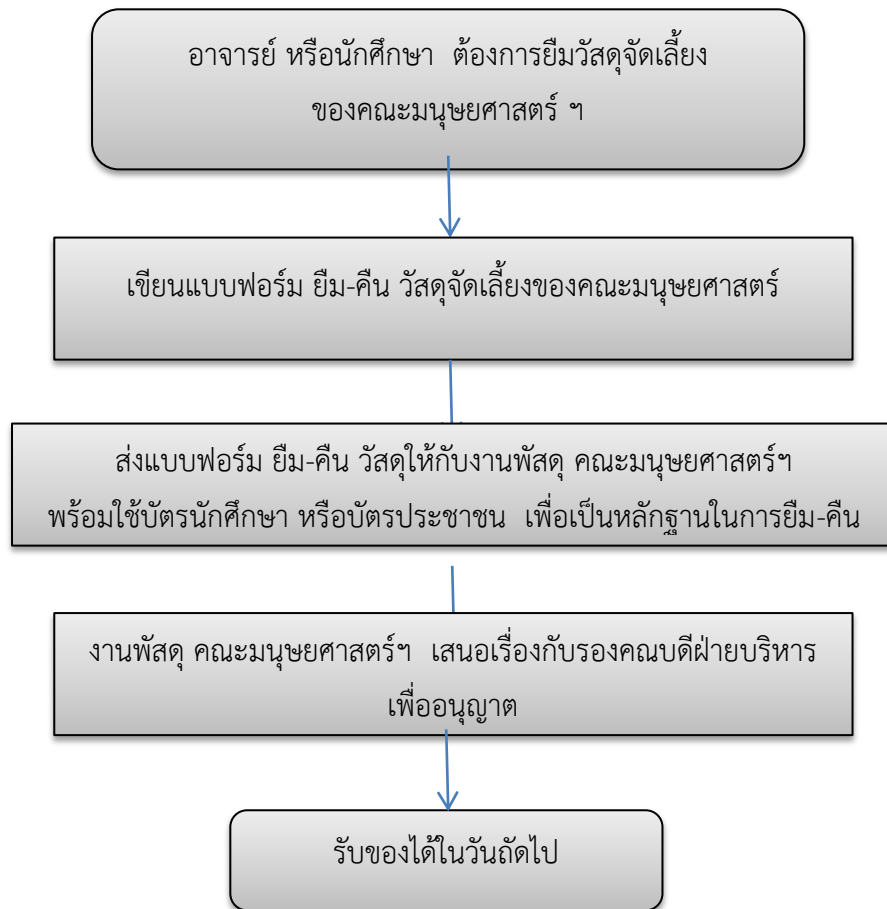 อาจารย์ หรือนักศึกษา ต้องการยืมวัสดุจัดเลี้ยง
ของคณะมนุษยศาสตร์ ฯ
เขียนแบบฟอร์ม ยืม-คืน วัสดุจัดเลี้ยงของคณะมนุษยศาสตร์
ส่งแบบฟอร์ม ยืม-คืน วัสดุให้กับงานพัสดุ คณะมนุษยศาสตร์ฯ
พร้อมใช้บัตรนักศึกษา หรือบัตรประชาชน เพื่อเป็นหลักฐานในการยืม-คืน
งานพัสดุ คณะมนุษยศาสตร์ฯ เสนอเรื่องกับรองคณบดีฝ่ายบริหาร
เพื่ออนุญาต
รับของได้ในวันถัดไป